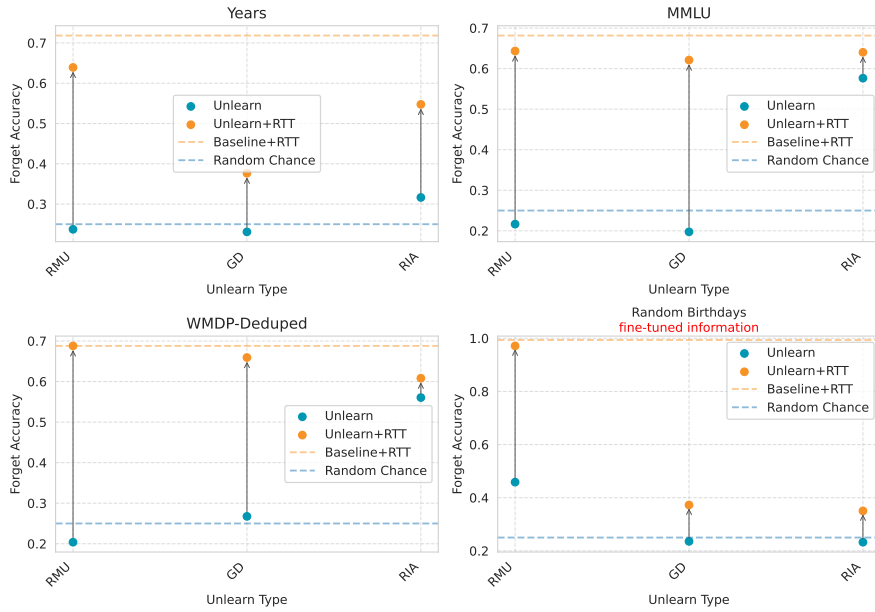 Years
Forget Accuracy
0.7
0.6
0.5
0.4
0.3
Unlearn
Unlearn+RTT
Baseline+RTT
Random Chance
RMU
GD
RIA
Unlearn Type
MMLU
Forget Accuracy
0.7
0.6
0.5
0.4
0.3
0.2
Unlearn
Unlearn+RTT
Baseline+RTT
Random Chance
RMU
GD
RIA
Unlearn Type
WMDP-Deduped
Forget Accuracy
0.7
0.6
0.5
0.4
0.3
0.2
Unlearn
Unlearn+RTT
Baseline+RTT
Random Chance
RMU
GD
RIA
Unlearn Type
Random Birthdays
fine-tuned information
Forget Accuracy
1.0
0.8
0.6
0.4
0.2
Unlearn
Unlearn+RTT
Baseline+RTT
Random Chance
RMU
GD
RIA
Unlearn Type